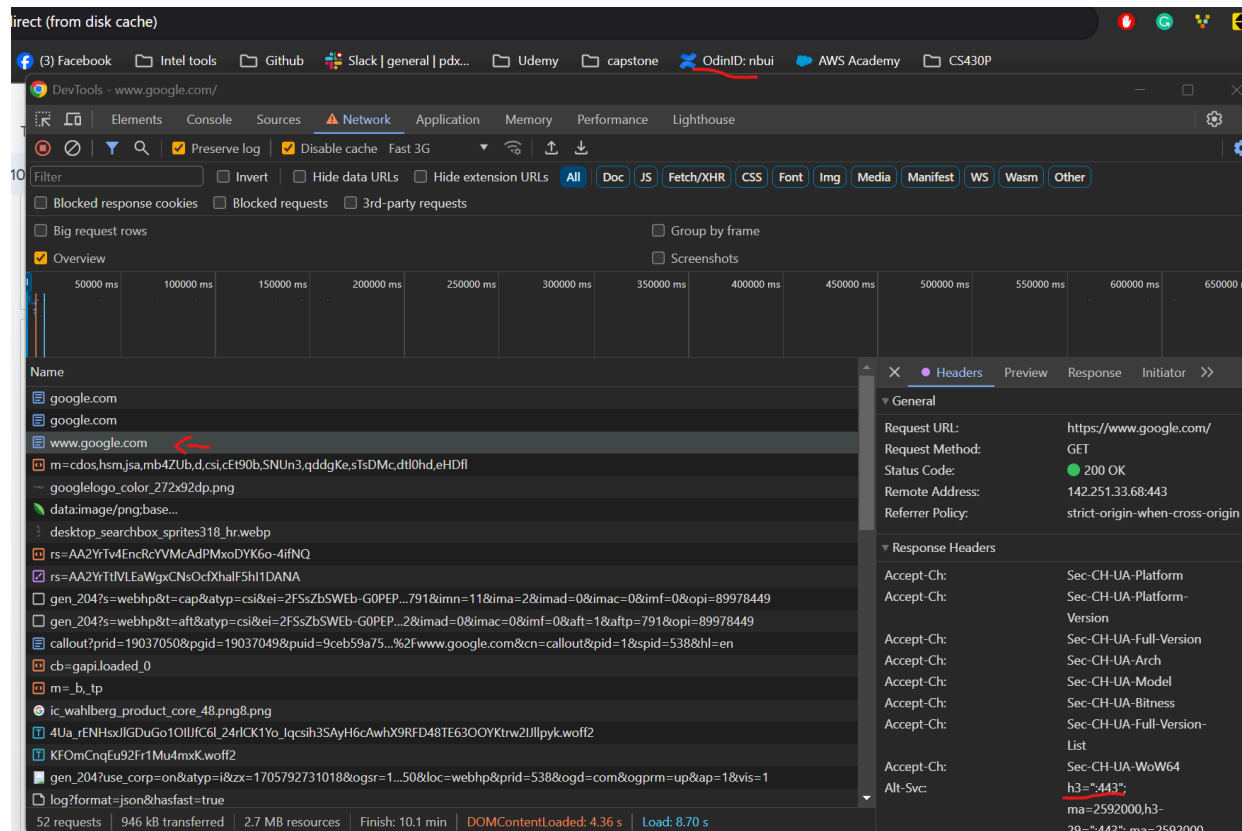 irect (from disk cache)
(3) Facebook Intel tools Github Slack | general | pdx... Udemy capstone OdinID: nbui AWS Academy CS430P
DevTools - www.google.com/
Elements Console Sources Network Application Memory Performance Lighthouse
Preserve log Disable cache Fast 3G
10
Filter Invert Hide data URLs Hide extension URLs All Doc JS Fetch/XHR CSS Font Img Media Manifest WS Wasm Other
Blocked response cookies Blocked requests 3rd-party requests
Big request rows Group by frame
Overview Screenshots
50000 ms 100000 ms 150000 ms 200000 ms 250000 ms 300000 ms 350000 ms 400000 ms 450000 ms 500000 ms 550000 ms 600000 ms 650000
Name
google.com
google.com
www.google.com
m=cdos,hsm,jsa,mb4ZUb,d,csi,cEt90b,SNUn3,qddgKe,sTsDMc,dtl0hd,eHDfl
googlelogo_color_272x92dp.png
data:image/png;base...
desktop_searchbox_sprites318_hr.webp
rs=AA2YrTv4EncRcYVMcAdPMxoDYK6o-4ifNQ
rs=AA2YrTtlVLEaWgxCNsOcfXhalF5hI1DANA
gen_204?s=webhp&t=cap&atyp=csi&ei=2FSsZbSWEb-G0PEP...791&imn=11&ima=2&imad=0&imac=0&imf=0&opi=89978449
gen_204?s=webhp&t=aft&atyp=csi&ei=2FSsZbSWEb-G0PEP...2&imad=0&imac=0&imf=0&aft=1&aftp=791&opi=89978449
callout?prid=19037050&pgid=19037049&puid=9ceb59a75...%2Fwww.google.com&cn=callout&pid=1&spid=538&hl=en
cb=gapi.loaded_0
m=_b,_tp
ic_wahlberg_product_core_48.png8.png
4Ua_rENHsxJlGDuGo1OIlJfC6l_24rlCK1Yo_Iqcsih3SAyH6cAwhX9RFD48TE63OOYKtrw2IJllpyk.woff2
KFOmCnqEu92Fr1Mu4mxK.woff2
gen_204?use_corp=on&atyp=i&zx=1705792731018&ogsr=1...50&loc=webhp&prid=538&ogd=com&ogprm=up&ap=1&vis=1
log?format=json&hasfast=true
52 requests 946 kB transferred 2.7 MB resources Finish: 10.1 min DOMContentLoaded: 4.36 s Load: 8.70 s
Headers Preview Response Initiator
General
Request URL: https://www.google.com/
Request Method: GET
Status Code: 200 OK
Remote Address: 142.251.33.68:443
Referrer Policy: strict-origin-when-cross-origin
Response Headers
Accept-Ch: Sec-CH-UA-Platform
Accept-Ch: Sec-CH-UA-Platform-
Version
Accept-Ch: Sec-CH-UA-Full-Version
Accept-Ch: Sec-CH-UA-Arch
Accept-Ch: Sec-CH-UA-Model
Accept-Ch: Sec-CH-UA-Bitness
Accept-Ch: Sec-CH-UA-Full-Version-
List
Accept-Ch: Sec-CH-UA-WoW64
Alt-Svc: h3=":443";
ma=2592000,h3-
29=":443"; ma=2592000